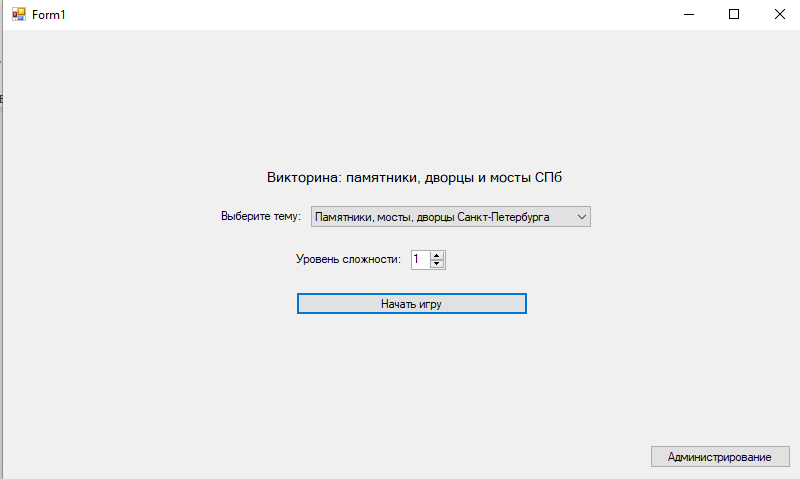 Form1
Викторина: памятники, дворцы и мосты СПб
Выберите тему: Памятники, мосты, дворцы Санкт-Петербурга
Уровень сложности: 1
Начать игру
Администрирование